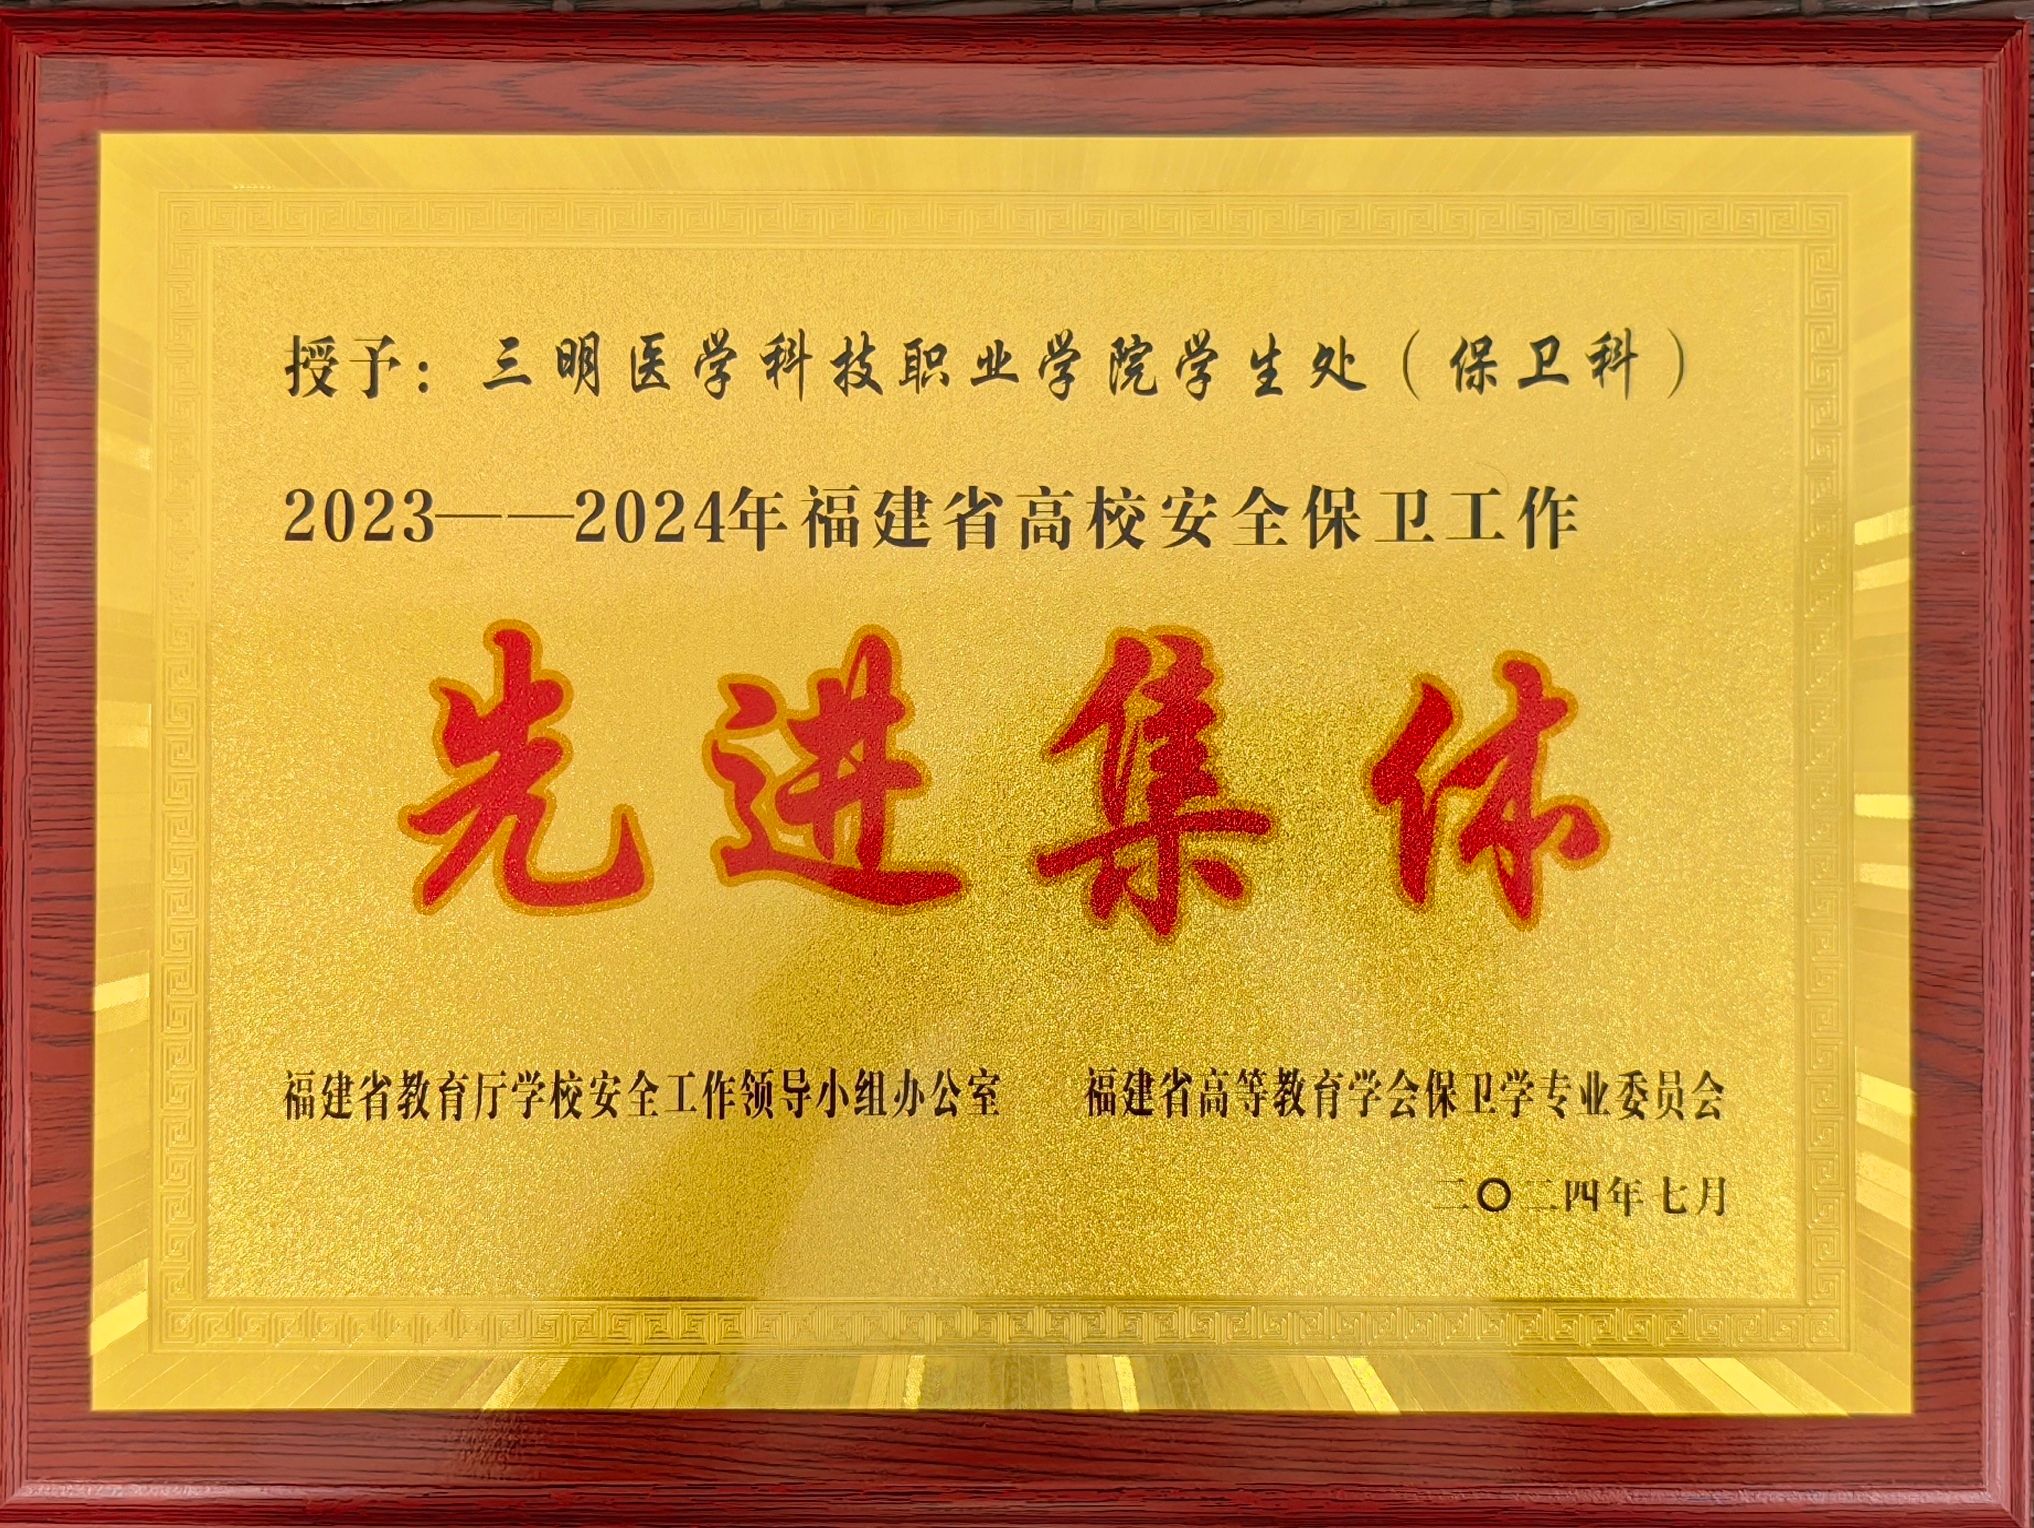 授予：三明医学科技职业学院学生处（保卫科）
2023——2024年福建省高校安全保卫工作
先进集体
福建省教育厅学校安全工作领导小组办公室 福建省高等教育学会保卫学专业委员会
二〇二四年七月